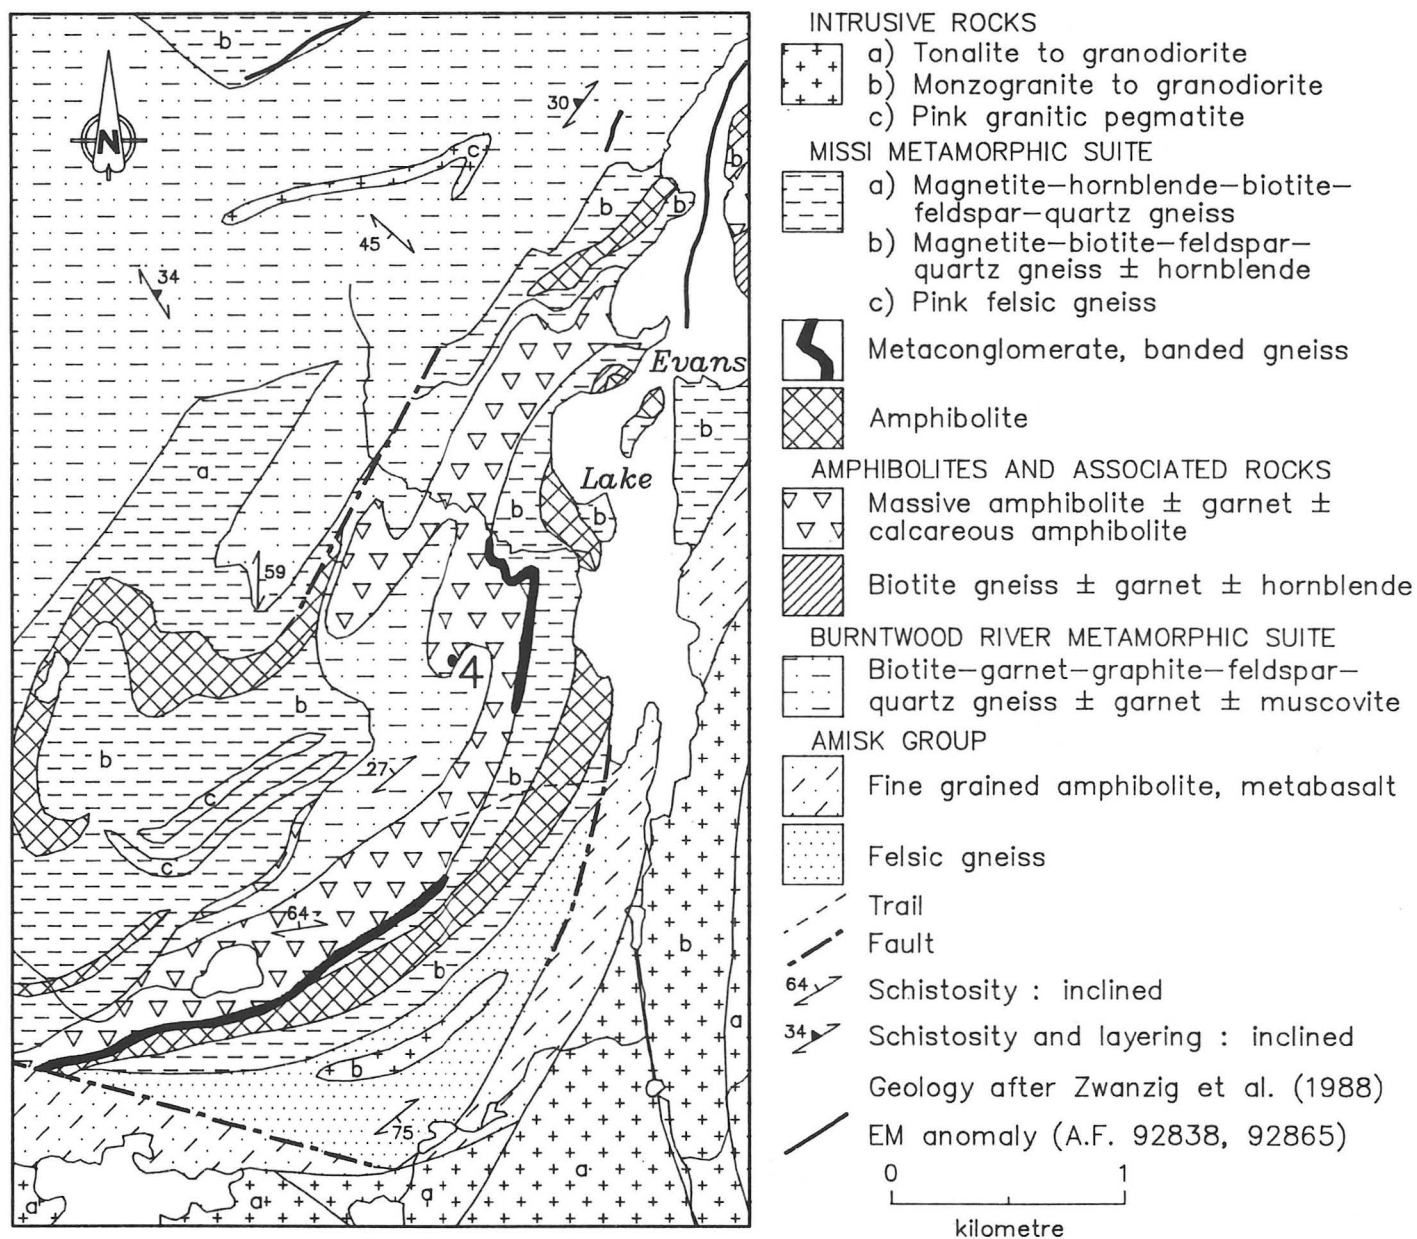 N
b
c
30
45
34
b
b
b
Evans
Lake
a
b
b
b
59
4
b
b
27
b
c
c
64
b
b
b
75
a
a
a
a
a
INTRUSIVE ROCKS
a) Tonalite to granodiorite
b) Monzogranite to granodiorite
c) Pink granitic pegmatite
MISSI METAMORPHIC SUITE
a) Magnetite–hornblende–biotite–
feldspar–quartz gneiss
b) Magnetite–biotite–feldspar–
quartz gneiss ± hornblende
c) Pink felsic gneiss
Metaconglomerate, banded gneiss
Amphibolite
AMPHIBOLITES AND ASSOCIATED ROCKS
Massive amphibolite ± garnet ±
calcareous amphibolite
Biotite gneiss ± garnet ± hornblende
BURNTWOOD RIVER METAMORPHIC SUITE
Biotite–garnet–graphite–feldspar–
quartz gneiss ± garnet ± muscovite
AMISK GROUP
Fine grained amphibolite, metabasalt
Felsic gneiss
Trail
Fault
64 Schistosity : inclined
34 Schistosity and layering : inclined
Geology after Zwanzig et al. (1988)
EM anomaly (A.F. 92838, 92865)
0 1
kilometre